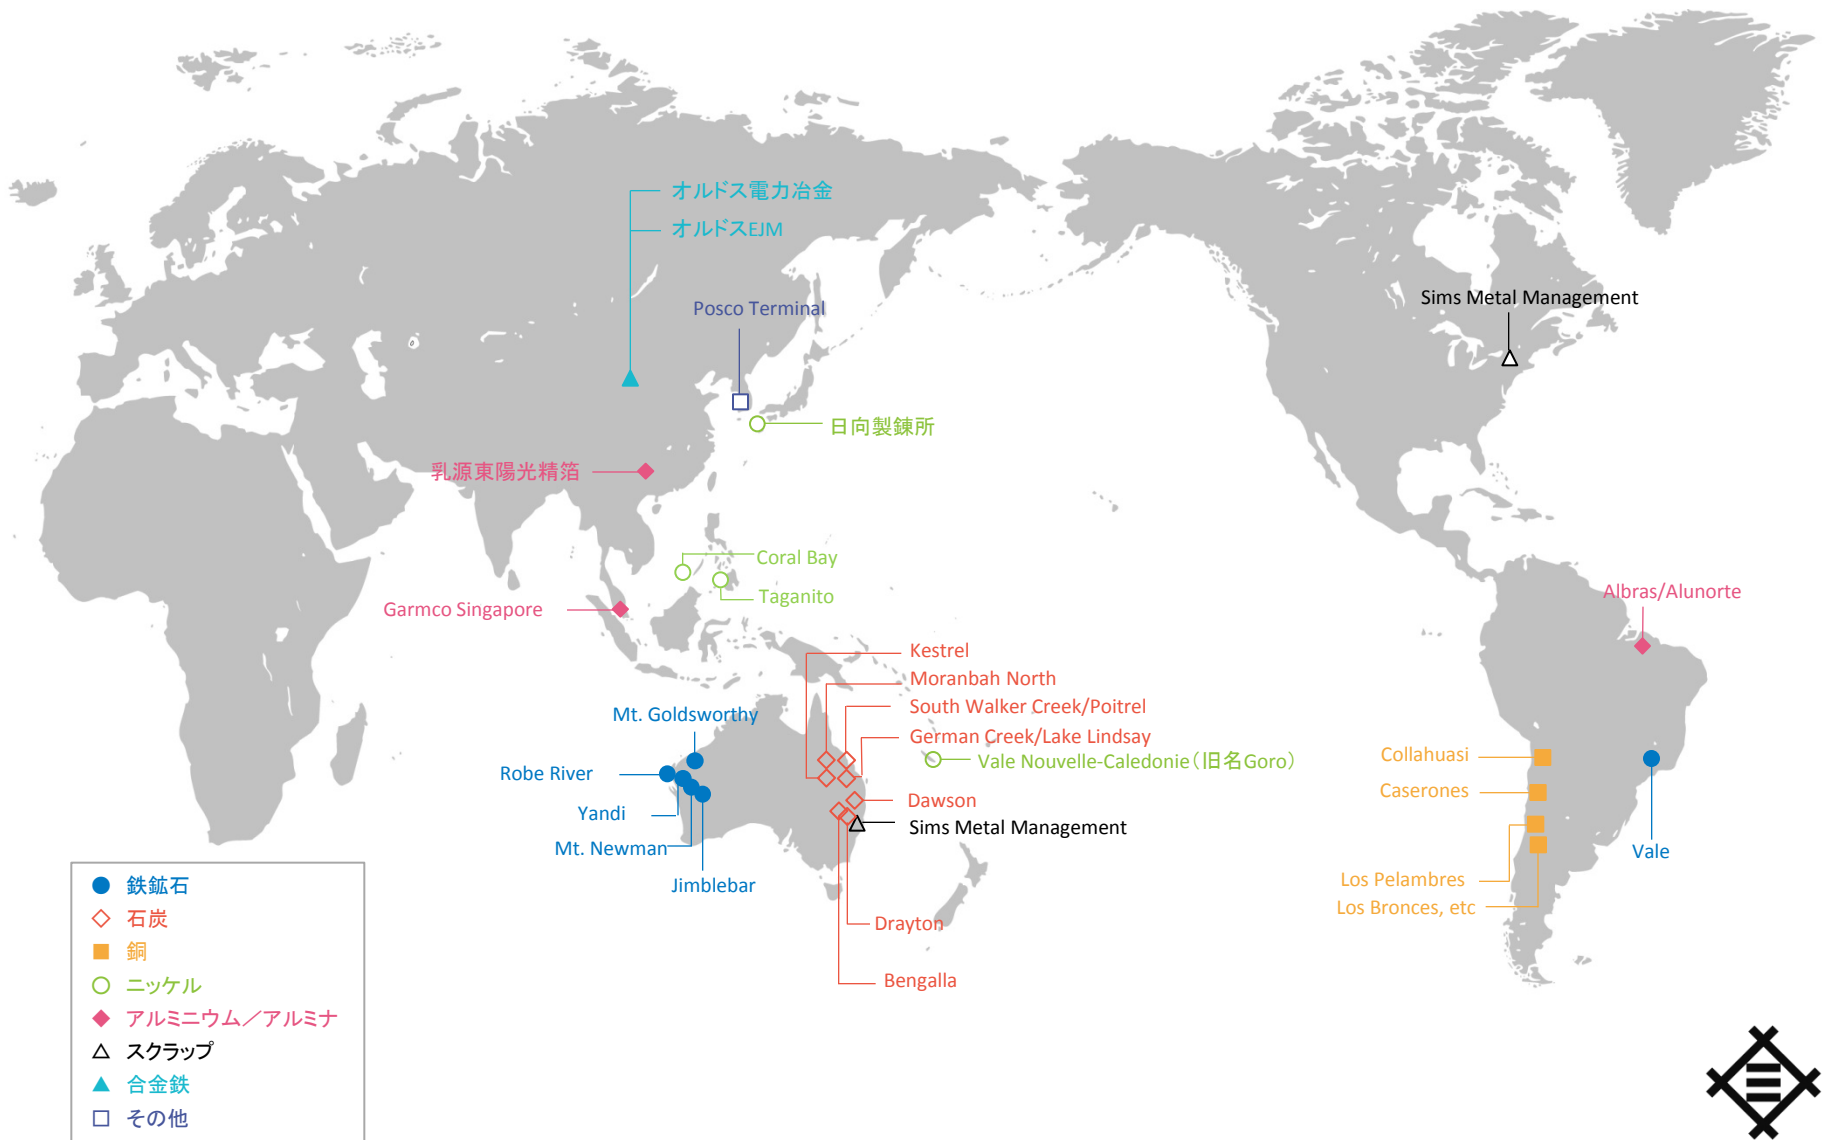 オルドス電力冶金
オルドスEJM
Posco Terminal
Sims Metal Management
日向製錬所
乳源東陽光精箔
Coral Bay
Taganito
Garmco Singapore
Albras/Alunorte
Kestrel
Moranbah North
South Walker Creek/Poitrel
German Creek/Lake Lindsay
Vale Nouvelle-Caledonie(旧名Goro)
Mt. Goldsworthy
Robe River
Yandi
Mt. Newman
Jimblebar
Dawson
Sims Metal Management
Drayton
Bengalla
Collahuasi
Caserones
Los Pelambres
Los Bronces, etc
Vale
鉄鉱石
石炭
銅
ニッケル
アルミニウム／アルミナ
スクラップ
合金鉄
その他